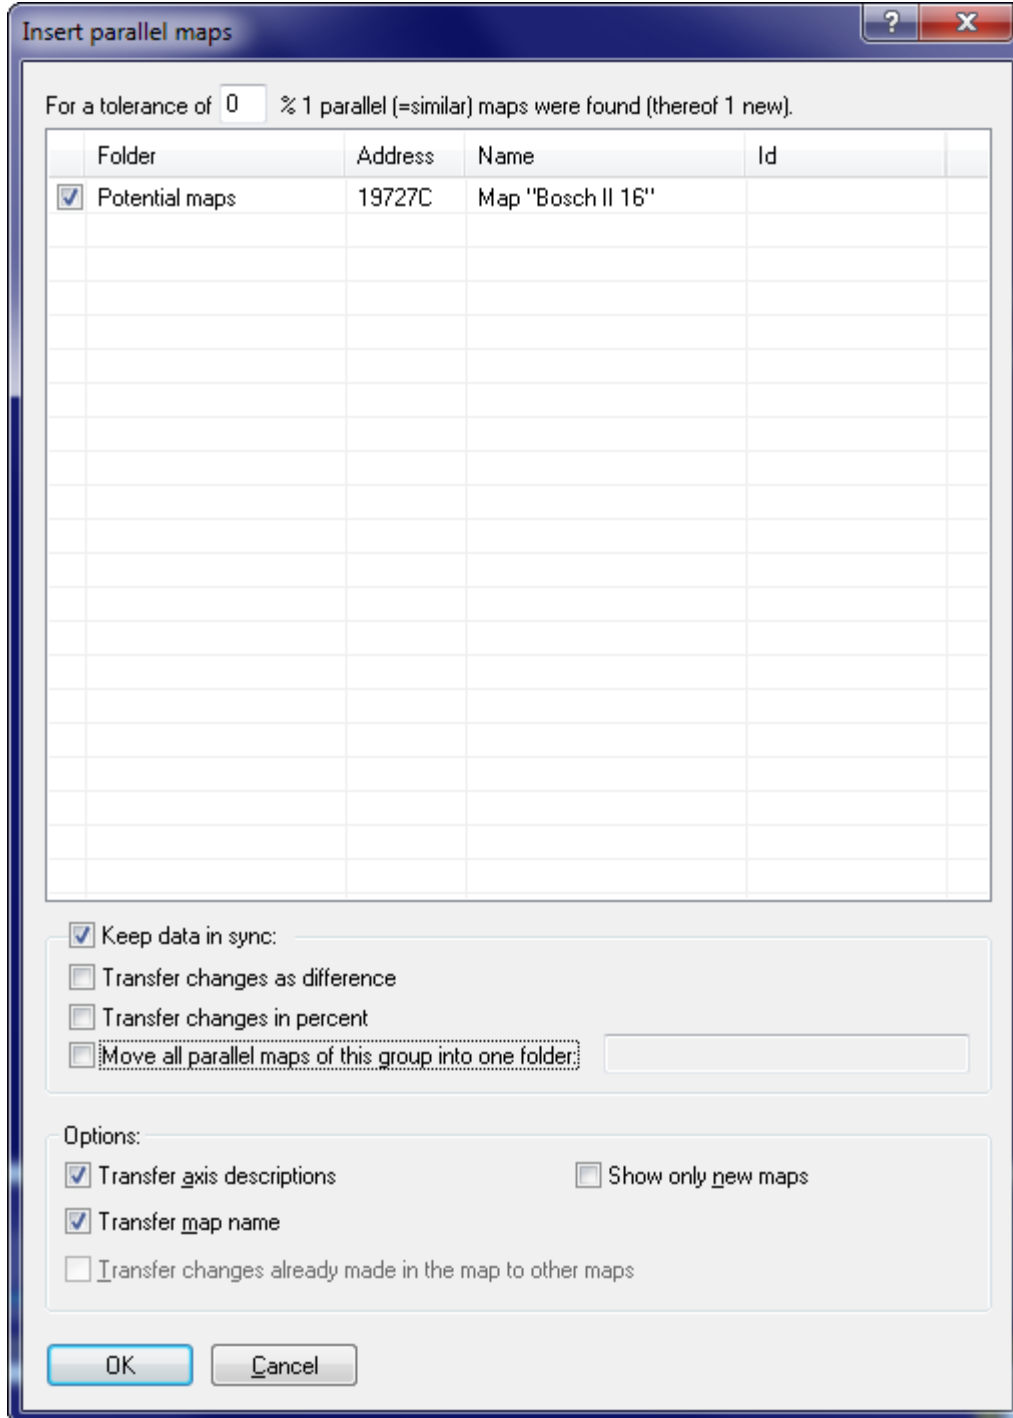 Insert parallel maps
?
X
For a tolerance of 0 % 1 parallel (=similar) maps were found (thereof 1 new).
Folder Address Name Id
Potential maps 19727C Map "Bosch II 16"
Keep data in sync:
Transfer changes as difference
Transfer changes in percent
Move all parallel maps of this group into one folder:
Options:
Transfer axis descriptions Show only new maps
Transfer map name
Transfer changes already made in the map to other maps
OK Cancel